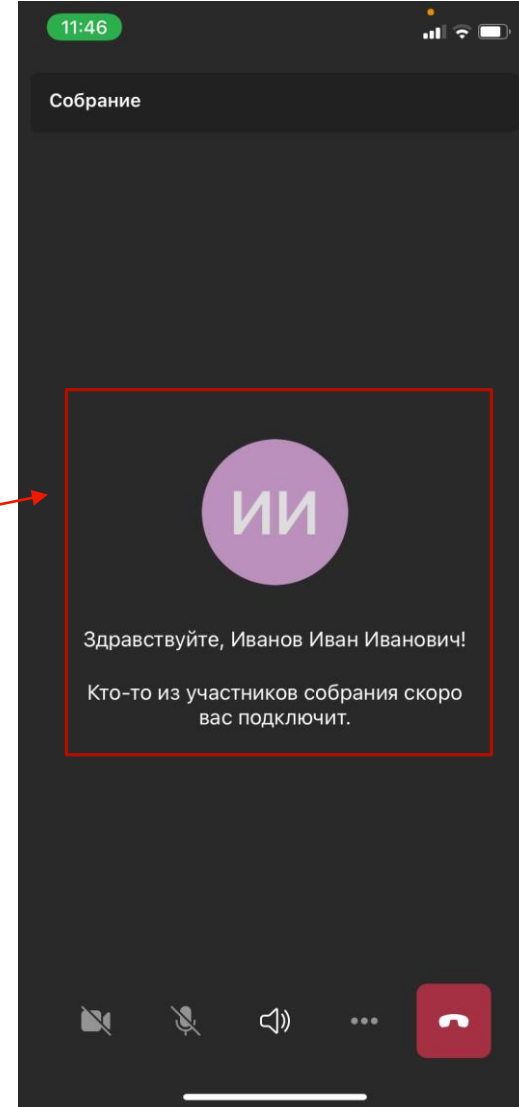 11:46
Собрание
ИИ
Здравствуйте, Иванов Иван Иванович!
Кто-то из участников собрания скоро
вас подключит.